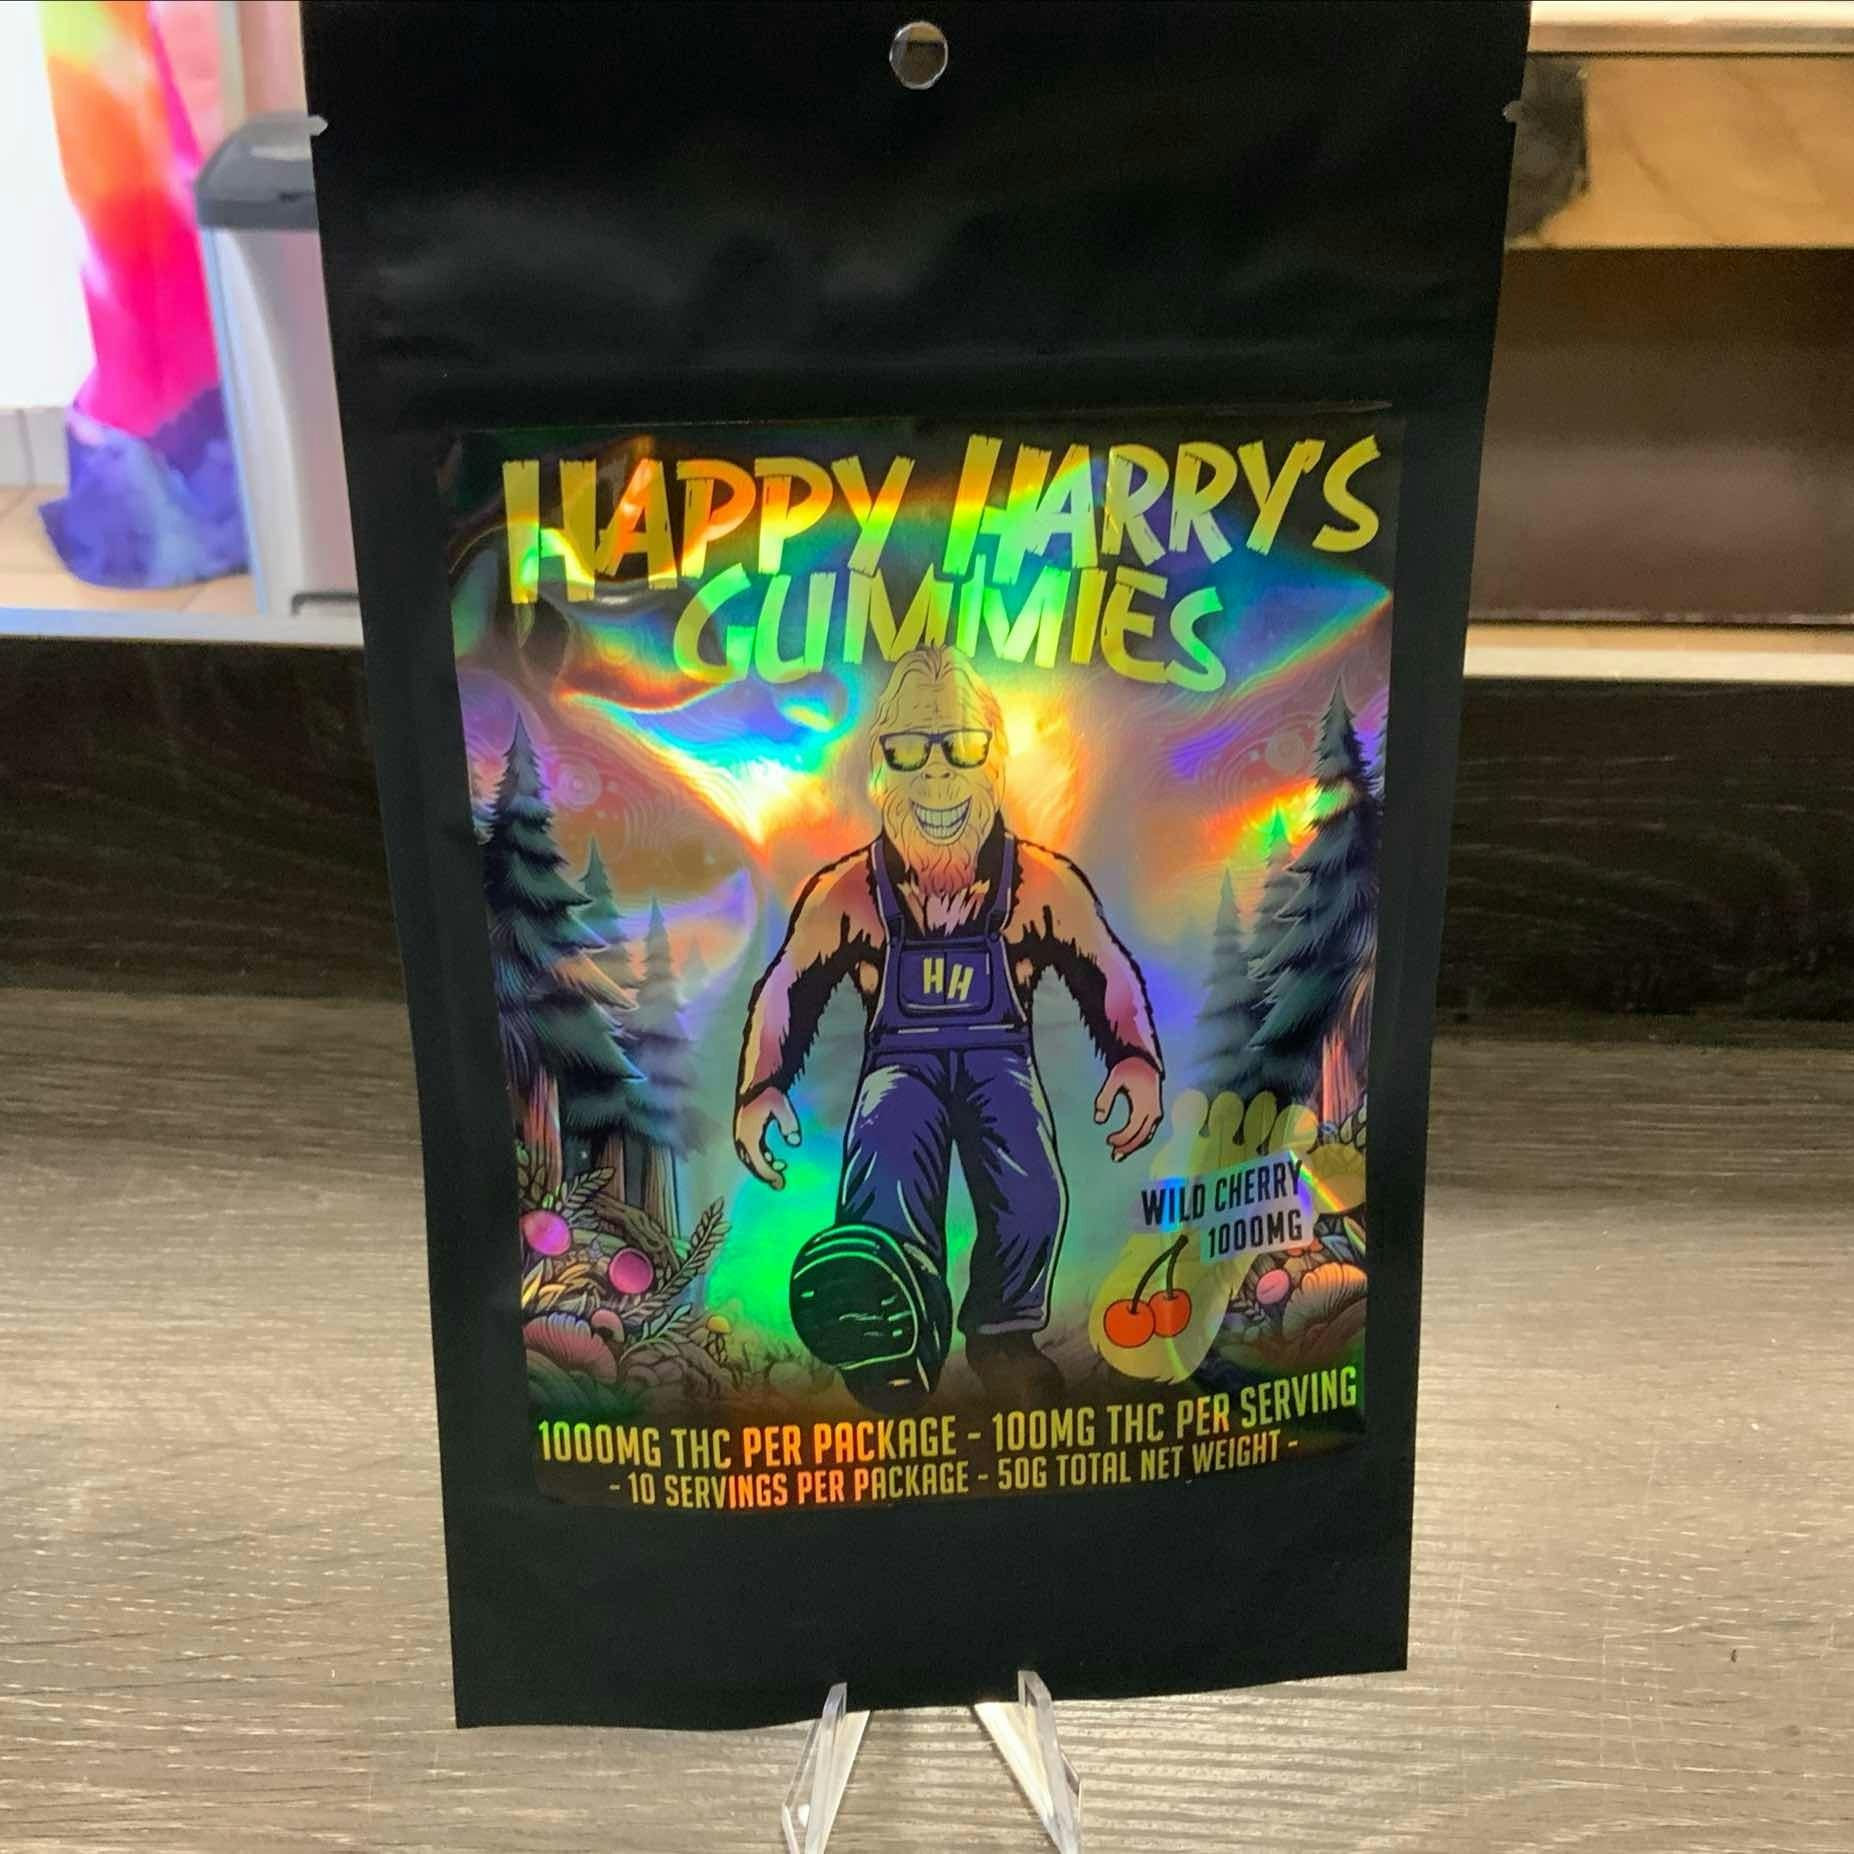 HAPPY HARRY'S
GUMMIES
HH
WILD CHERRY
1000MG
1000MG THC PER PACKAGE - 100MG THC PER SERVING
- 10 SERVINGS PER PACKAGE - 50G TOTAL NET WEIGHT -